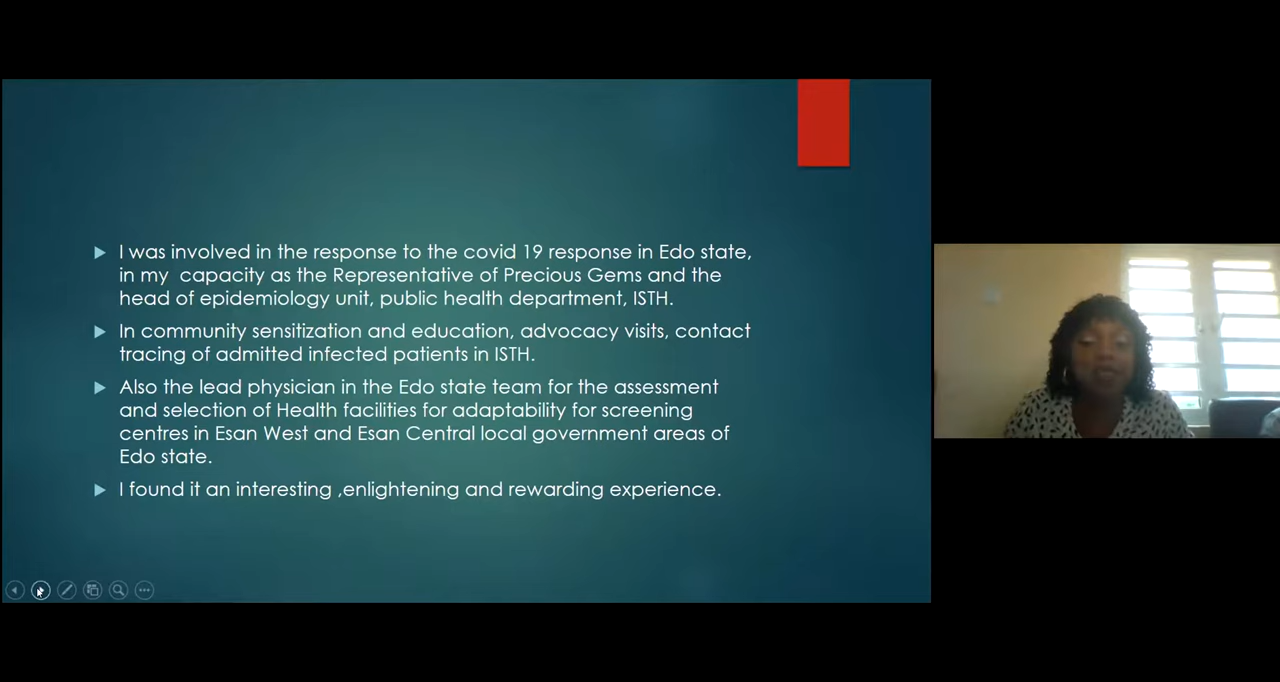 I was involved in the response to the covid 19 response in Edo state,
in my capacity as the Representative of Precious Gems and the
head of epidemiology unit, public health department, ISTH.
In community sensitization and education, advocacy visits, contact
tracing of admitted infected patients in ISTH.
Also the lead physician in the Edo state team for the assessment
and selection of Health facilities for adaptability for screening
centres in Esan West and Esan Central local government areas of
Edo state.
I found it an interesting ,enlightening and rewarding experience.